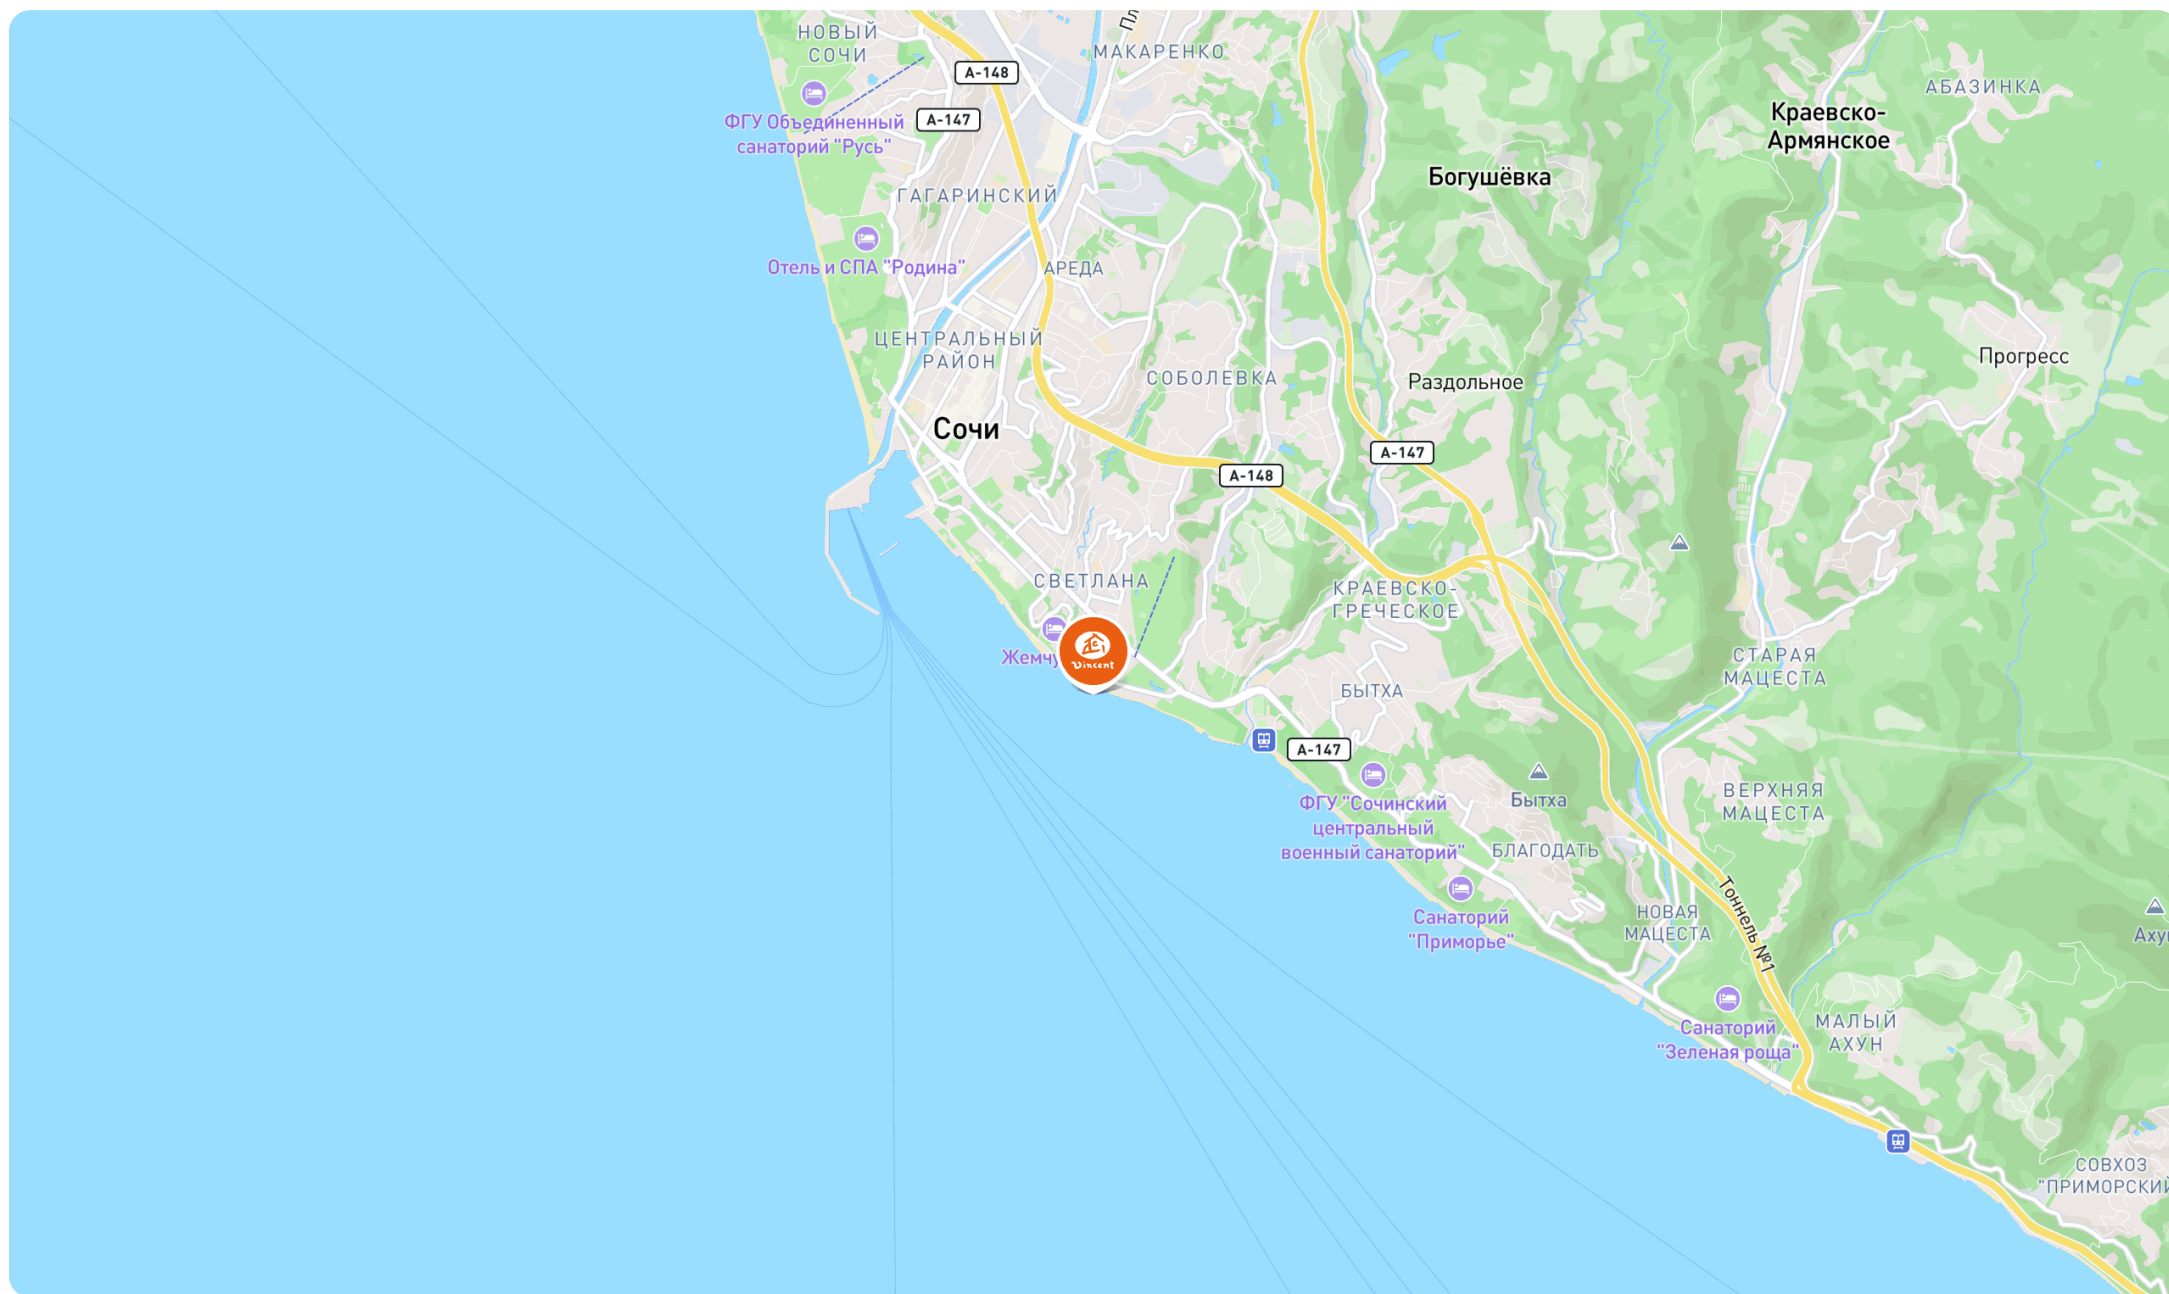 НОВЫЙ
СОЧИ
МАКАРЕНКО
А-148
А-147
ФГУ Объединенный
санаторий "Русь"
АБАЗИНКА
Краевско-
Армянское
Богушёвка
ГАГАРИНСКИЙ
Отель и СПА "Родина"
АРЕДА
ЦЕНТРАЛЬНЫЙ
РАЙОН
СОБОЛЕВКА
Раздольное
Прогресс
Сочи
А-147
А-148
СВЕТЛАНА
КРАЕВСКО-
ГРЕЧЕСКОЕ
Жемчу
Vincent
СТАРАЯ
МАЦЕСТА
БЫТХА
А-147
ФГУ "Сочинский
центральный
военный санаторий"
Бытха
ВЕРХНЯЯ
МАЦЕСТА
БЛАГОДАТЬ
Санаторий
"Приморье"
НОВАЯ
МАЦЕСТА
Тоннель №1
Аху
Санаторий
"Зеленая роща"
МАЛЫЙ
АХУН
СОВХОЗ
"ПРИМОРСКИЙ